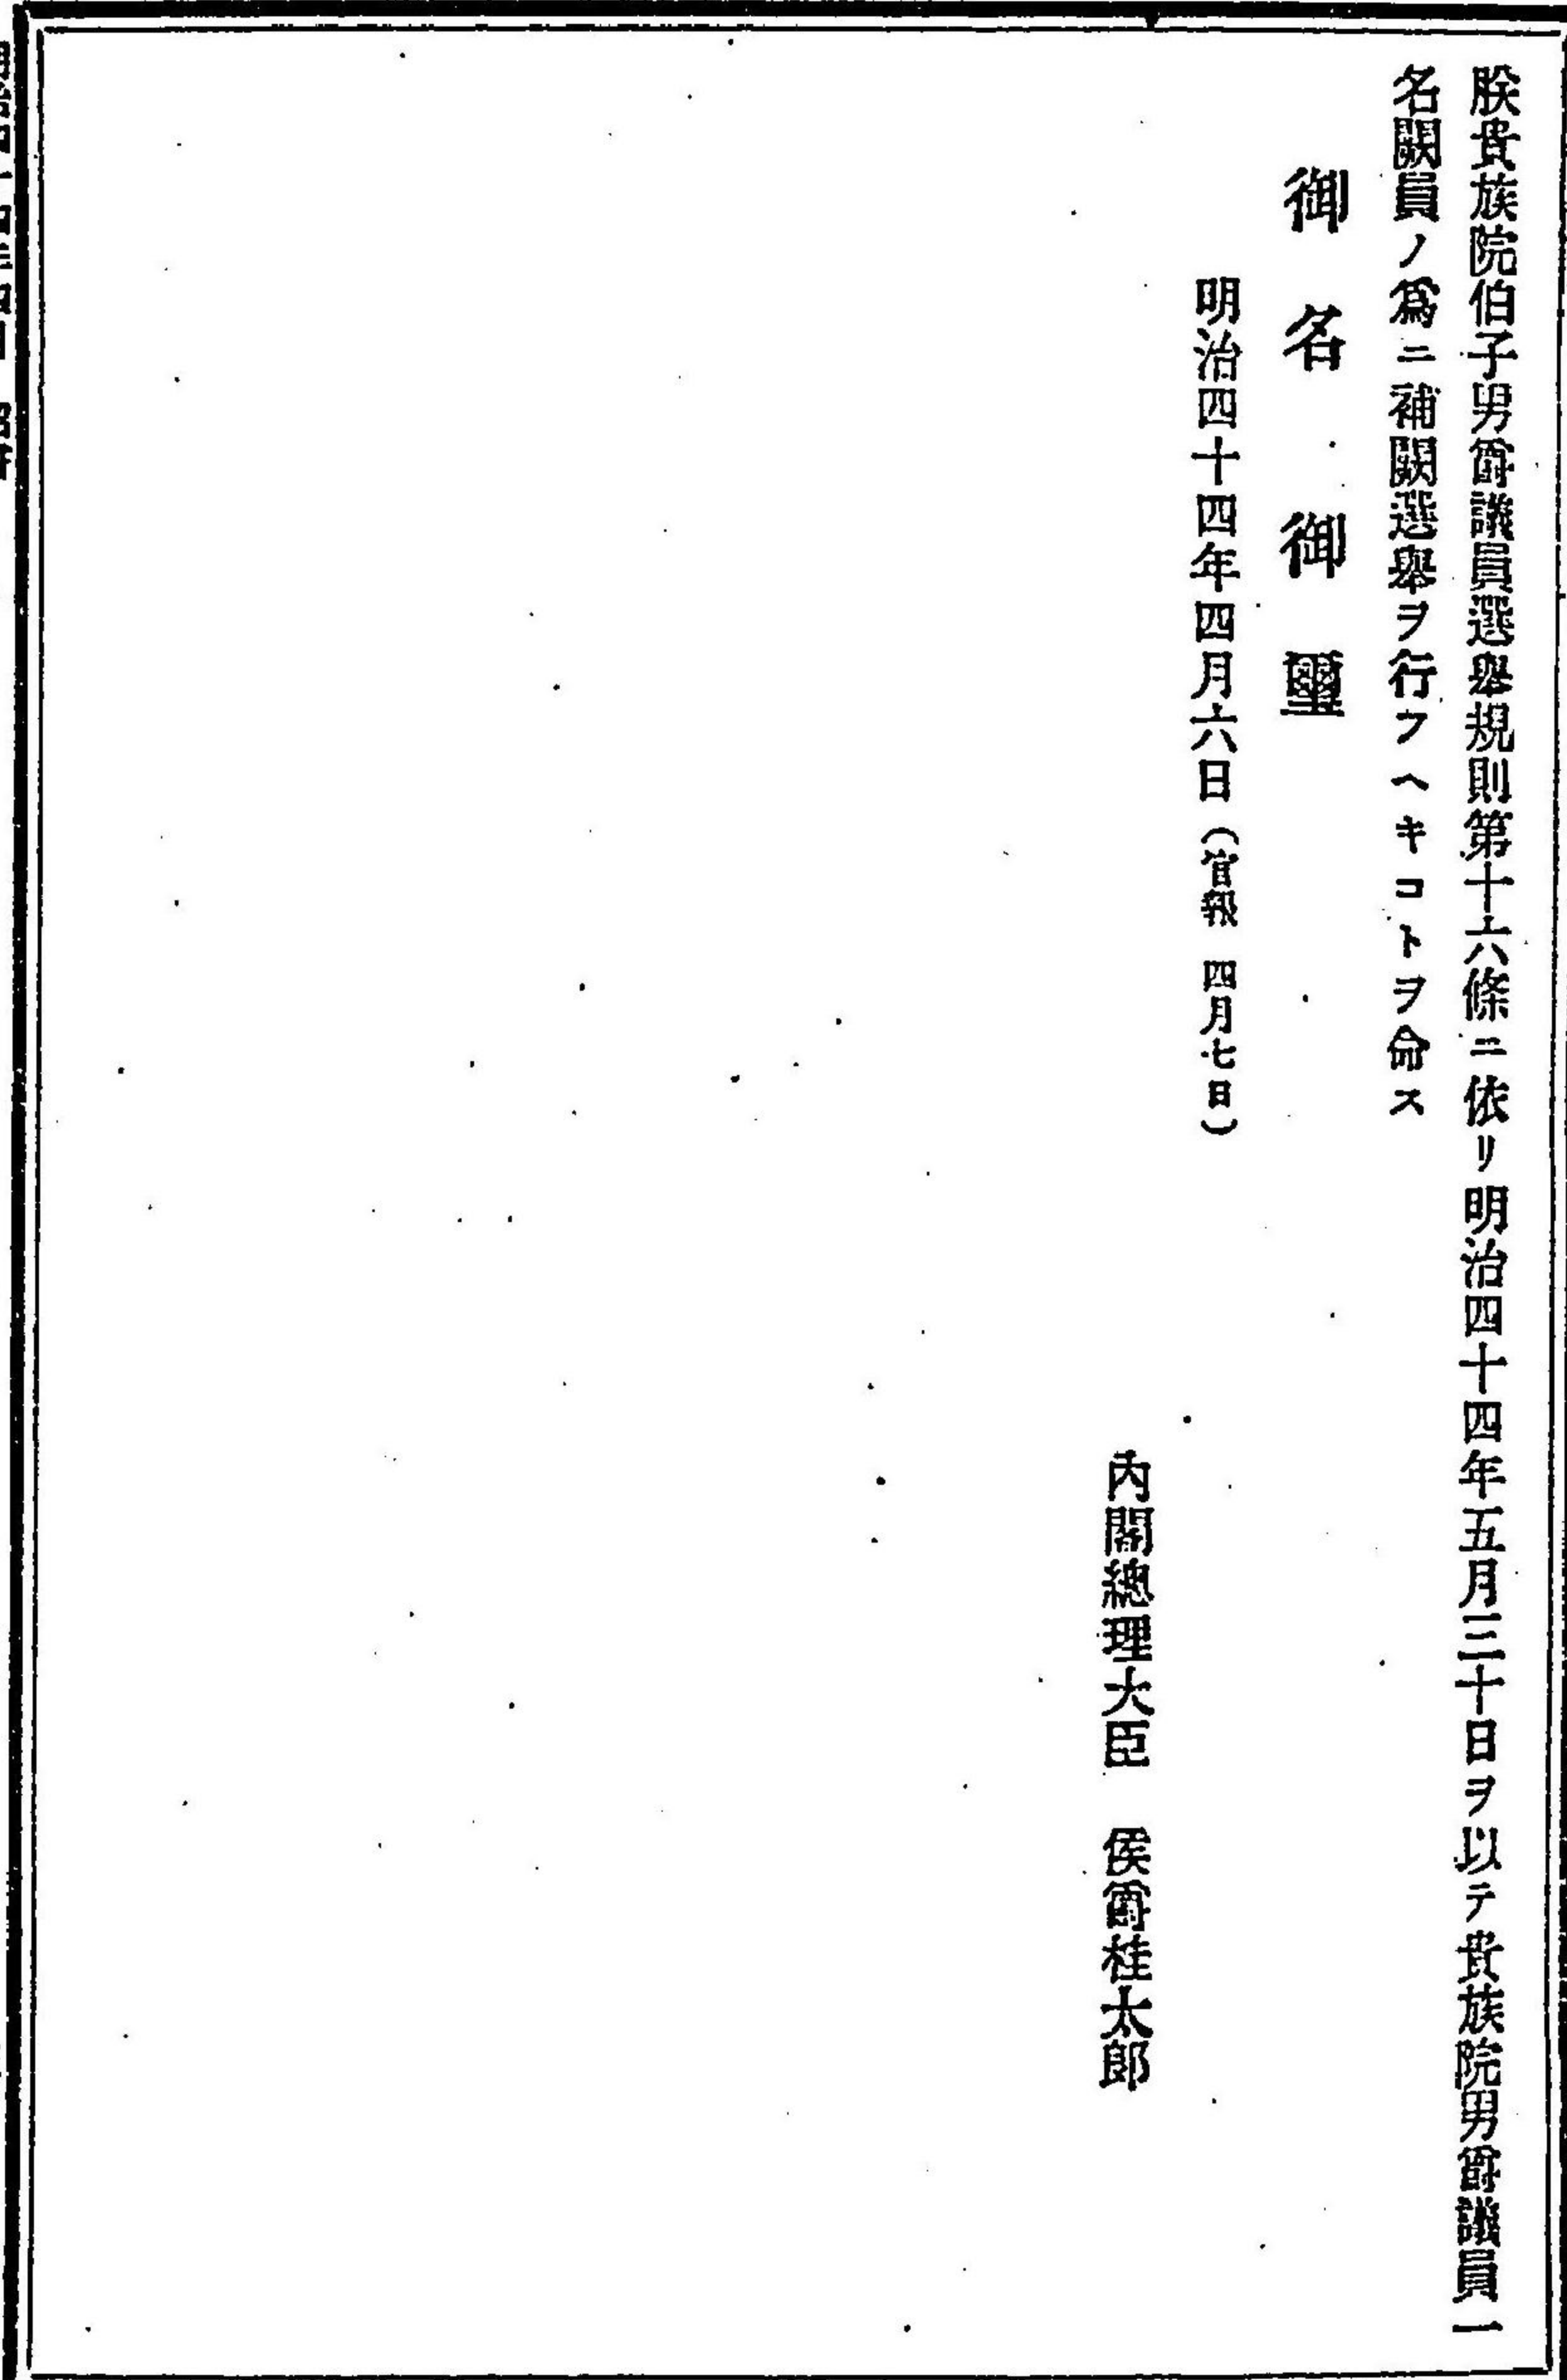 朕貴族院伯子男爵議員選擧規則第十六條ニ依リ明治四十四年五月三十日ヲ以テ貴族院男爵議員一
名闕員ノ爲ニ補闕選擧ヲ行フヘキコトヲ命ス
御名御璽
明治四十四年四月六日(官報 四月七日)
內閣總理大臣 侯爵桂太郎